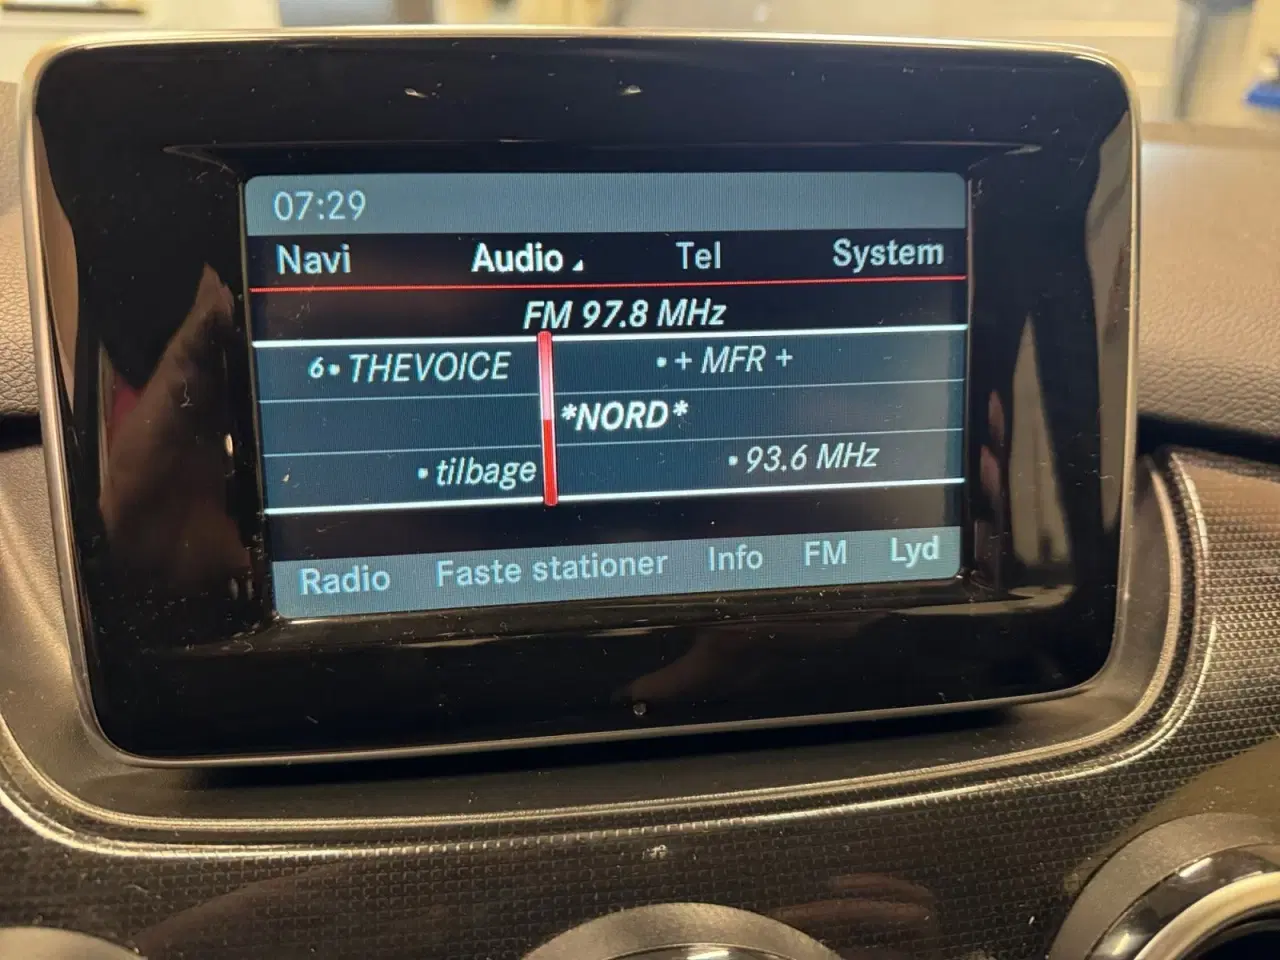 07:29
Navi Audio Tel System
FM 97.8 MHz
6• THEVOICE •+ MFR +
*NORD*
•tilbage •93.6 MHz
Radio Faste stationer Info FM Lyd